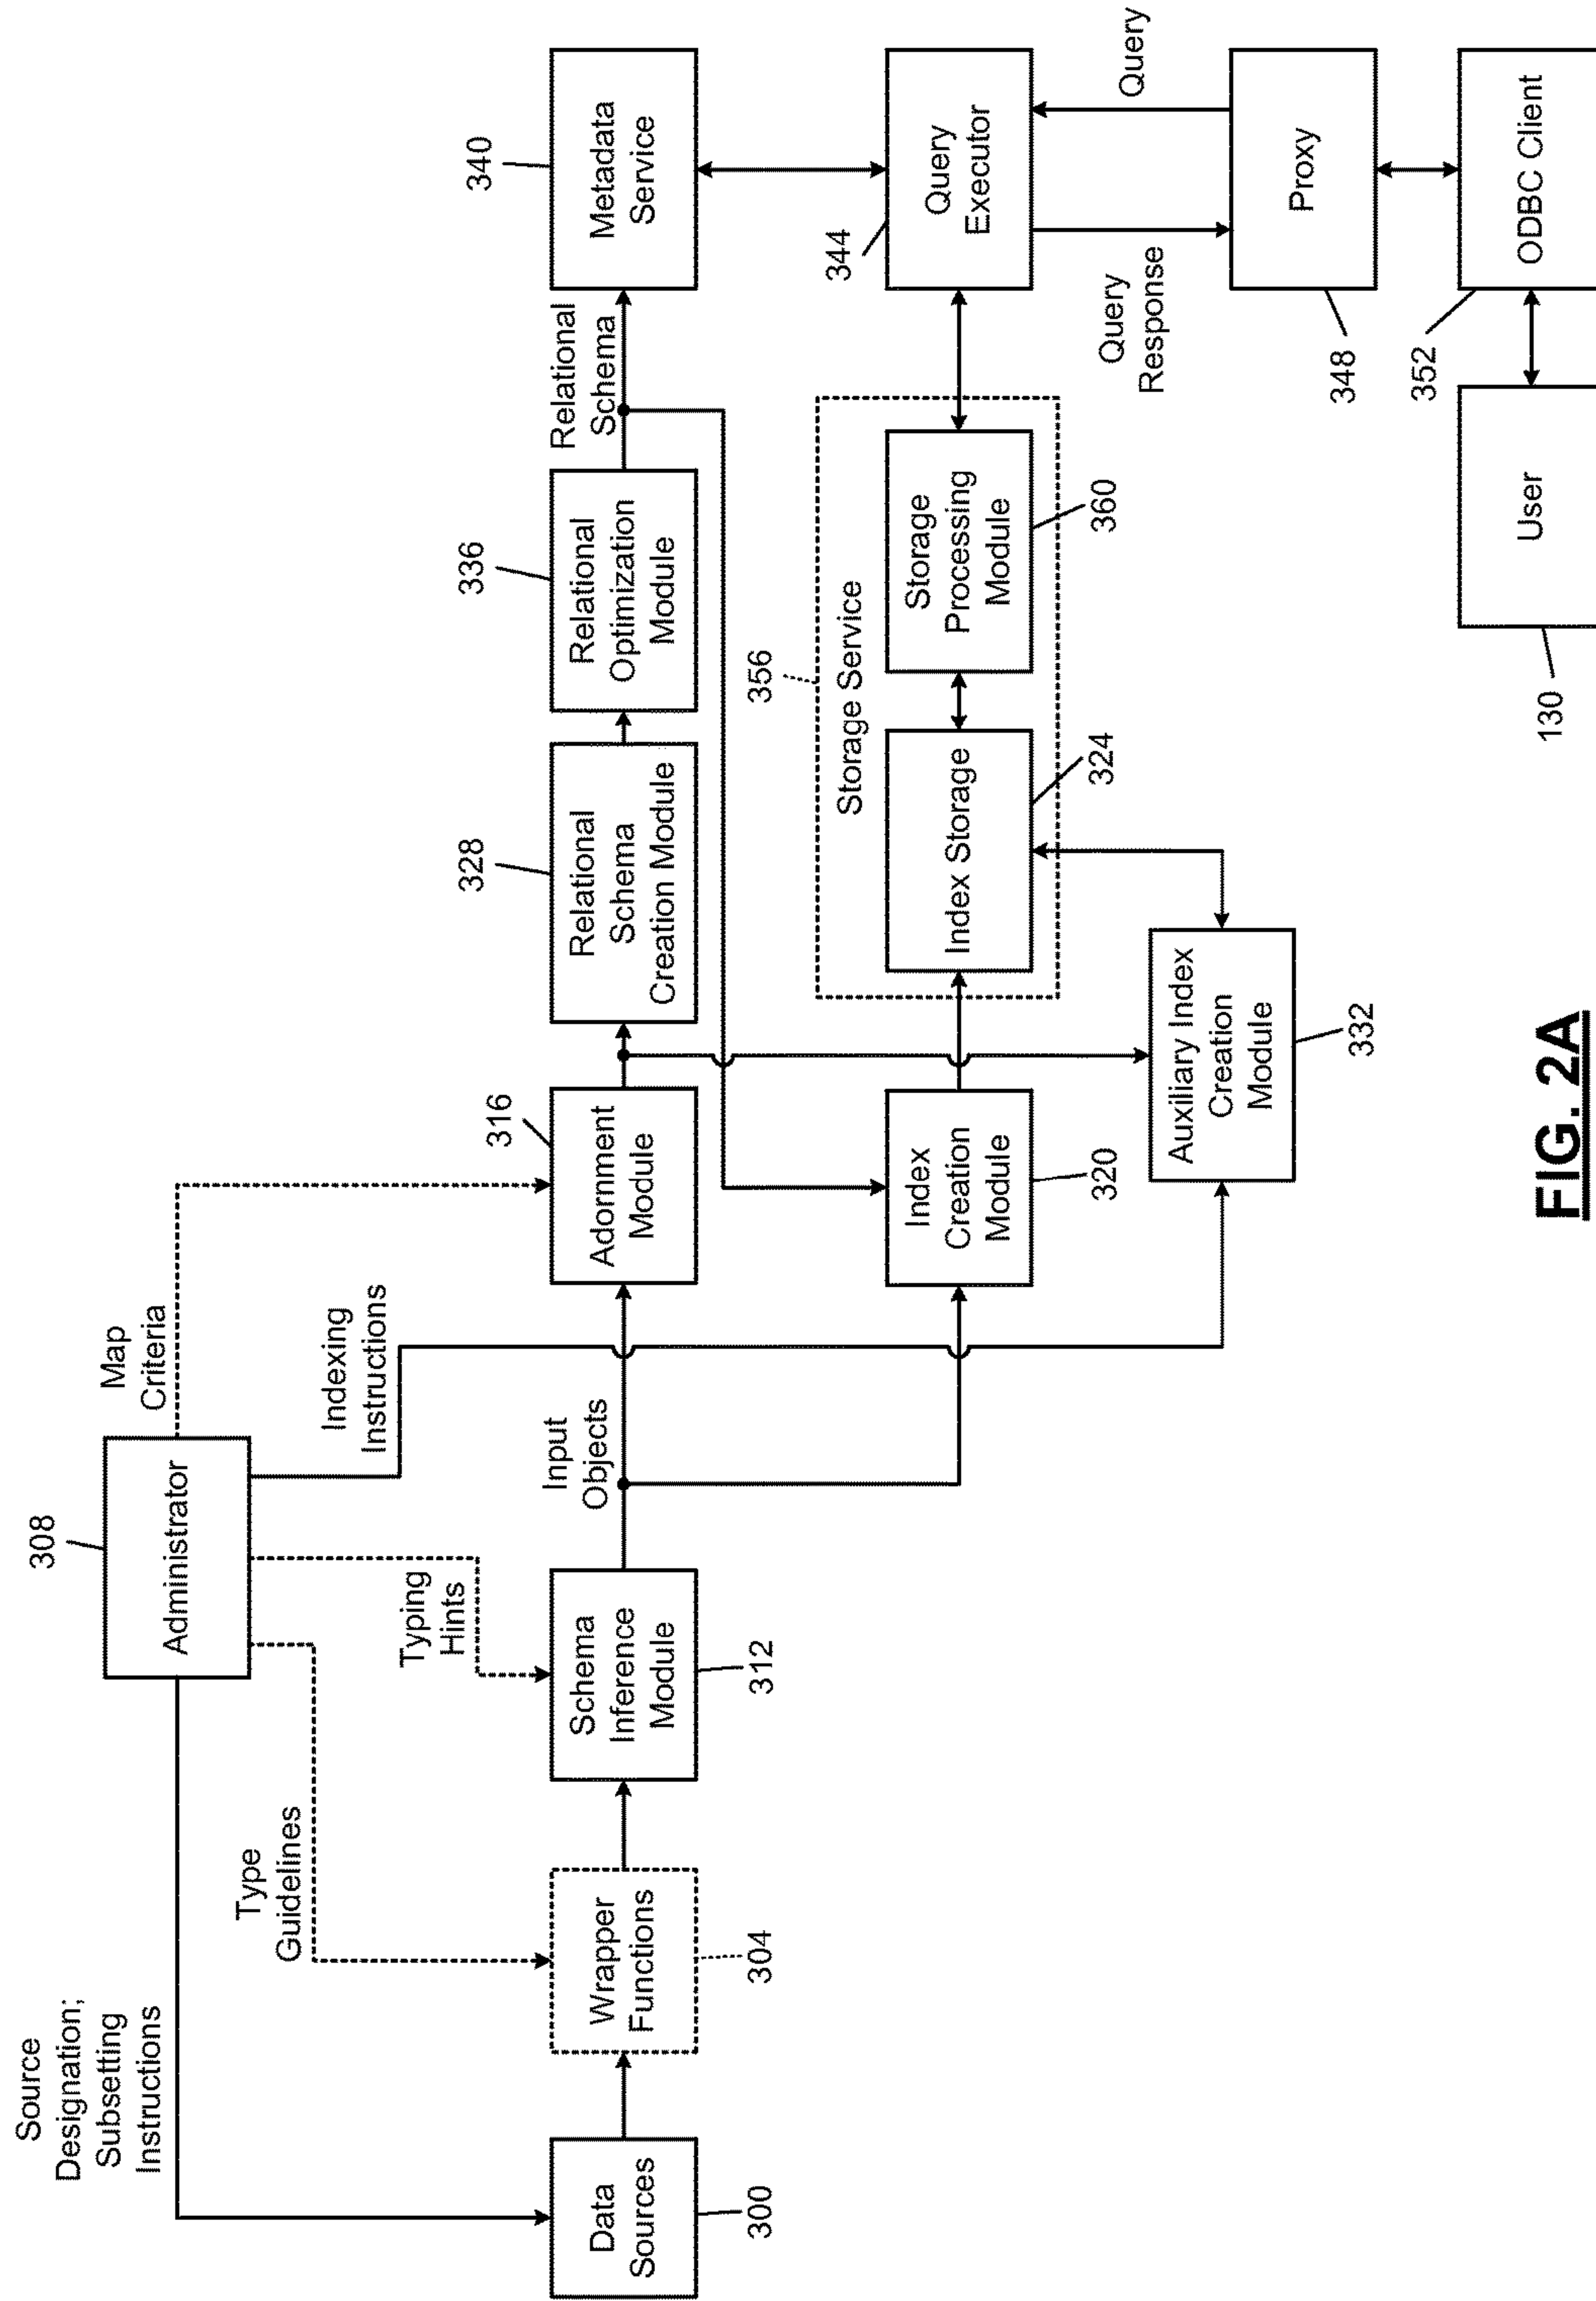 Source
Designation;
Subsetting
Instructions
308
Administrator
Map
Criteria
Type
Guidelines
Typing
Hints
Indexing
Instructions
Data
Sources
300
Wrapper
Functions
304
Schema
Inference
Module
312
Input
Objects
316
Adornment
Module
328
Relational
Schema
Creation Module
336
Relational
Optimization
Module
Relational
Schema
340
Metadata
Service
Index
Creation
Module
320
356
Storage Service
Index Storage
324
Storage
Processing
Module
360
344
Query
Executor
Auxiliary Index
Creation
Module
332
Query
Response
Query
Proxy
348
352
ODBC Client
User
130
FIG. 2A